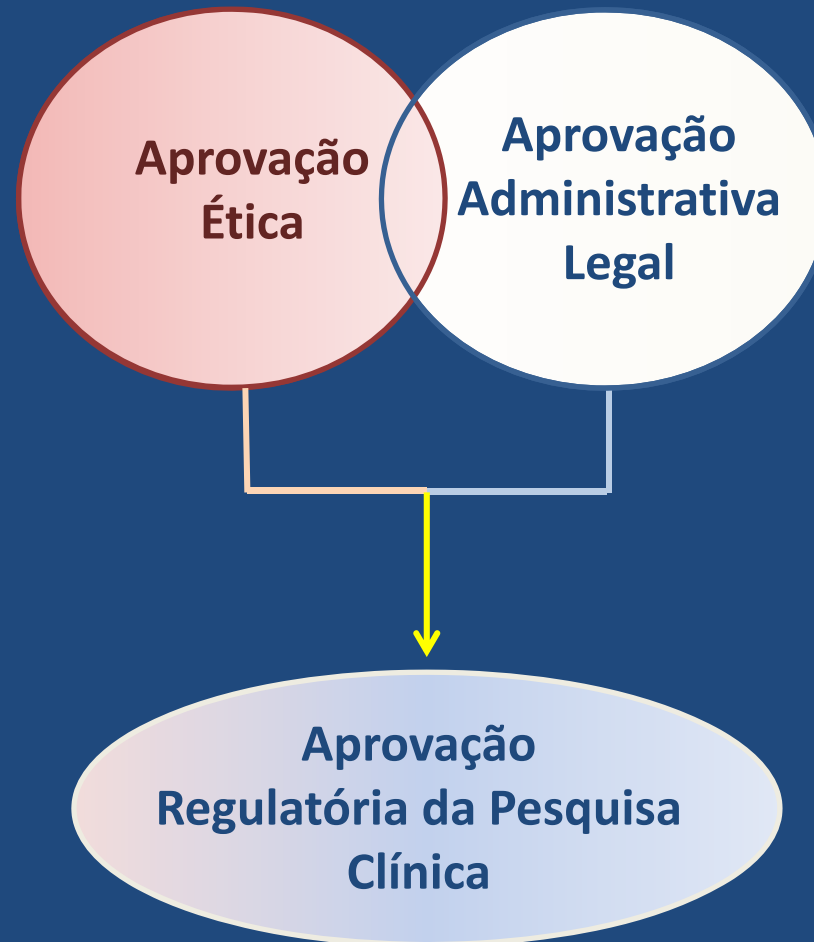 Aprovação
Ética
Aprovação
Administrativa
Legal
Aprovação
Regulatória da Pesquisa
Clínica